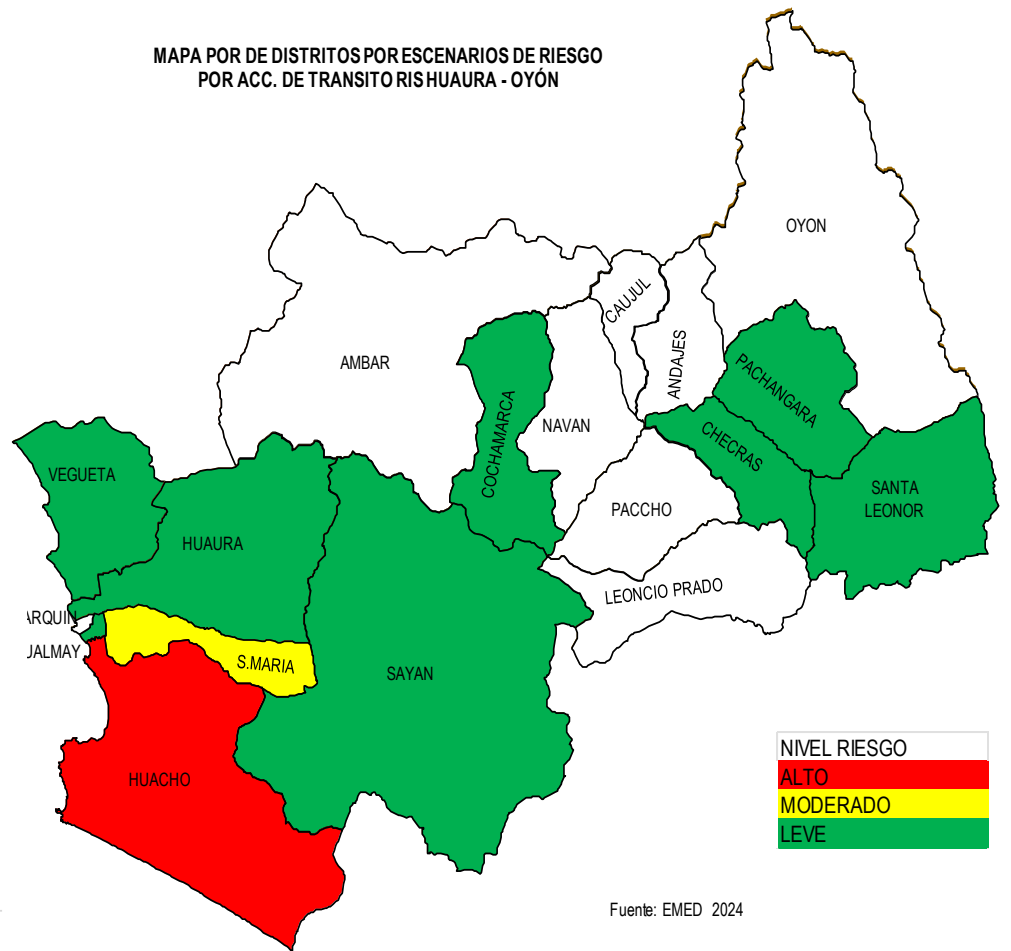 MAPA POR DE DISTRITOS POR ESCENARIOS DE RIESGO
POR ACC. DE TRANSITO RIS HUAURA - OYÓN
OYON
CAUJUL
AMBAR
ANDAJES
PACHANGARA
COCHAMARCA
NAVAN
CHECRAS
VEGUETA
SANTA
LEONOR
PACCHO
HUAURA
LEONCIO PRADO
ARQUIN
JALMAY
S.MARIA
SAYAN
HUACHO
NIVEL RIESGO
ALTO
MODERADO
LEVE
Fuente: EMED 2024